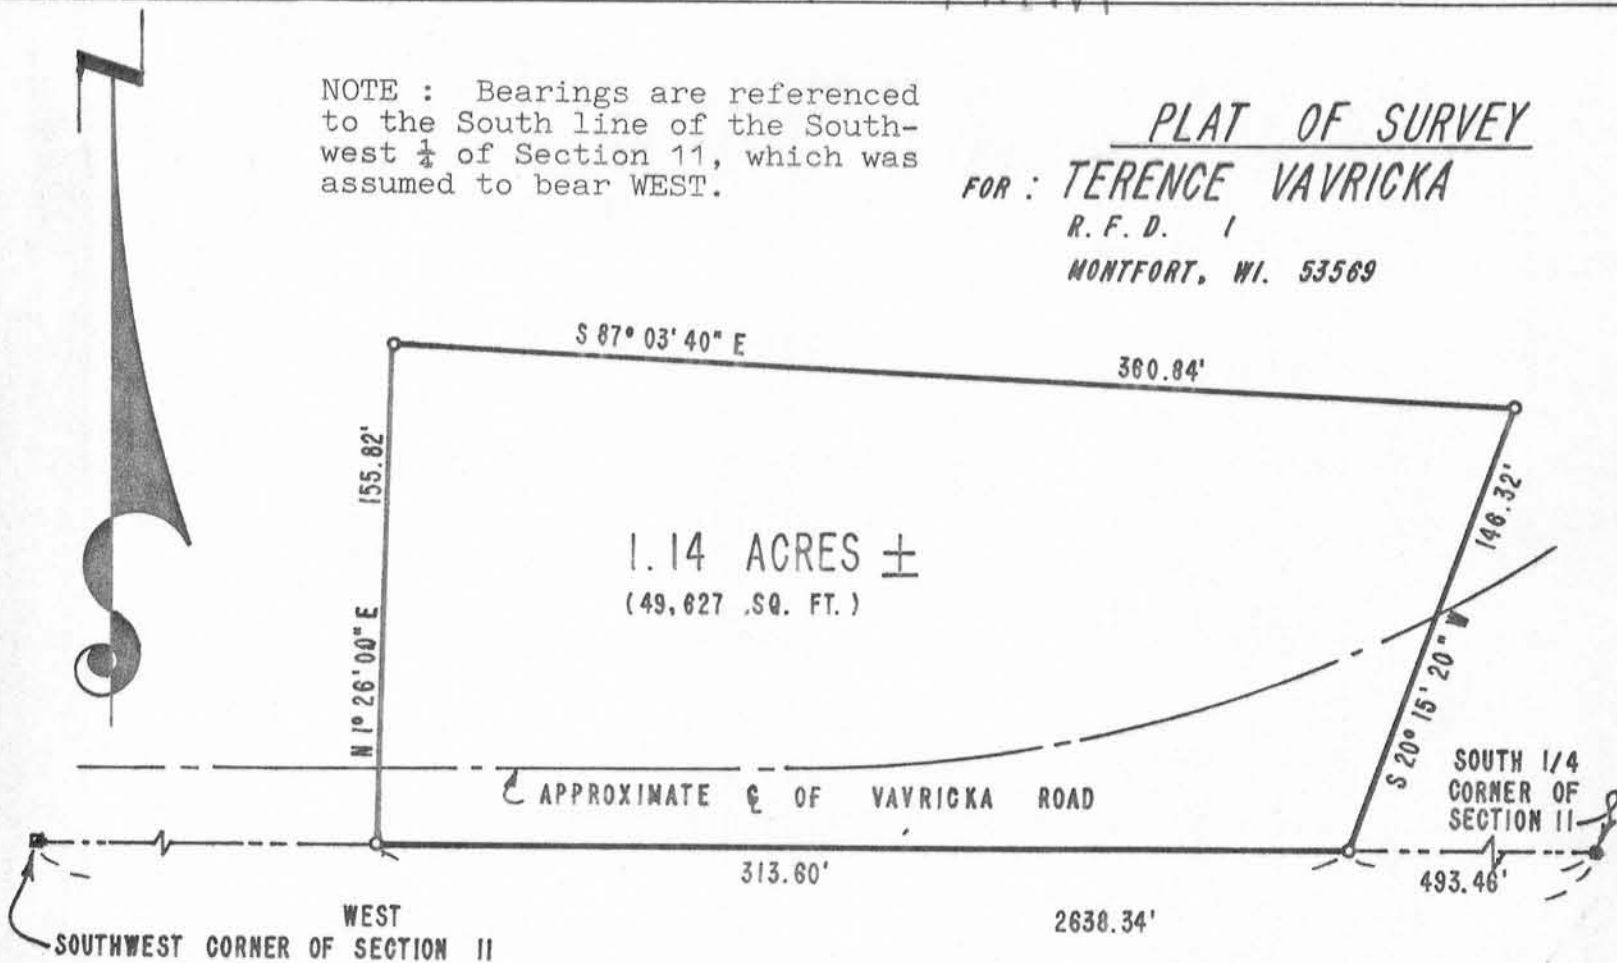 NOTE : Bearings are referenced
to the South line of the South-
west ¼ of Section 11, which was
assumed to bear WEST.
PLAT OF SURVEY
FOR : TERENCE VAVRICKA
R. F. D. 1
MONTFORT, WI. 53569
S 87° 03' 40" E
360.84'
155.82'
N 1° 26' 00" E
146.32'
S 20° 15' 20" W
1.14 ACRES ±
(49,627 .SQ. FT.)
APPROXIMATE ℄ OF VAVRICKA ROAD
SOUTH 1/4
CORNER OF
SECTION 11
313.60'
493.46'
WEST
2638.34'
SOUTHWEST CORNER OF SECTION 11